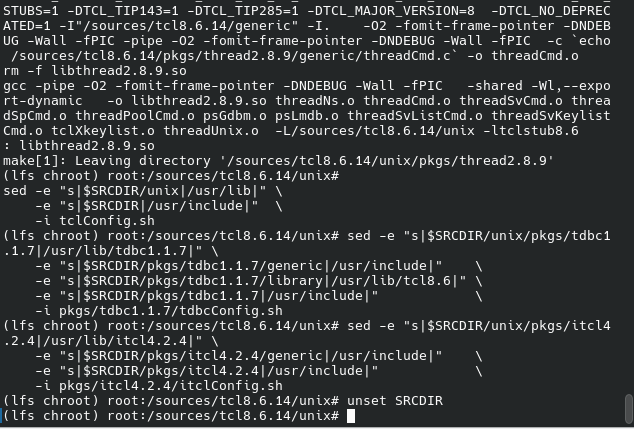 STUBS=1 -DTCL_TIP143=1 -DTCL_TIP285=1 -DTCL_MAJOR_VERSION=8  -DTCL_NO_DEPREC
ATED=1 -I"/sources/tcl8.6.14/generic" -I.    -O2 -fomit-frame-pointer -DNDEB
UG -Wall -fPIC -pipe -O2 -fomit-frame-pointer -DNDEBUG -Wall -fPIC  -c `echo
 /sources/tcl8.6.14/pkgs/thread2.8.9/generic/threadCmd.c` -o threadCmd.o
rm -f libthread2.8.9.so
gcc -pipe -O2 -fomit-frame-pointer -DNDEBUG -Wall -fPIC   -shared -Wl,--expo
rt-dynamic   -o libthread2.8.9.so threadNs.o threadCmd.o threadSvCmd.o threa
dSpCmd.o threadPoolCmd.o psGdbm.o psLmdb.o threadSvListCmd.o threadSvKeylist
Cmd.o tclXkeylist.o threadUnix.o  -L/sources/tcl8.6.14/unix -ltclstub8.6
: libthread2.8.9.so
make[1]: Leaving directory '/sources/tcl8.6.14/unix/pkgs/thread2.8.9'
(lfs chroot) root:/sources/tcl8.6.14/unix#
sed -e "s|$SRCDIR/unix|/usr/lib|" \
    -e "s|$SRCDIR|/usr/include|"  \
    -i tclConfig.sh
(lfs chroot) root:/sources/tcl8.6.14/unix# sed -e "s|$SRCDIR/unix/pkgs/tdbc1
.1.7|/usr/lib/tdbc1.1.7|" \
    -e "s|$SRCDIR/pkgs/tdbc1.1.7/generic|/usr/include|"    \
    -e "s|$SRCDIR/pkgs/tdbc1.1.7/library|/usr/lib/tcl8.6|" \
    -e "s|$SRCDIR/pkgs/tdbc1.1.7|/usr/include|"            \
    -i pkgs/tdbc1.1.7/tdbcConfig.sh
(lfs chroot) root:/sources/tcl8.6.14/unix# sed -e "s|$SRCDIR/unix/pkgs/itcl4
.2.4|/usr/lib/itcl4.2.4|" \
    -e "s|$SRCDIR/pkgs/itcl4.2.4/generic|/usr/include|"    \
    -e "s|$SRCDIR/pkgs/itcl4.2.4|/usr/include|"            \
    -i pkgs/itcl4.2.4/itclConfig.sh
(lfs chroot) root:/sources/tcl8.6.14/unix# unset SRCDIR
(lfs chroot) root:/sources/tcl8.6.14/unix#